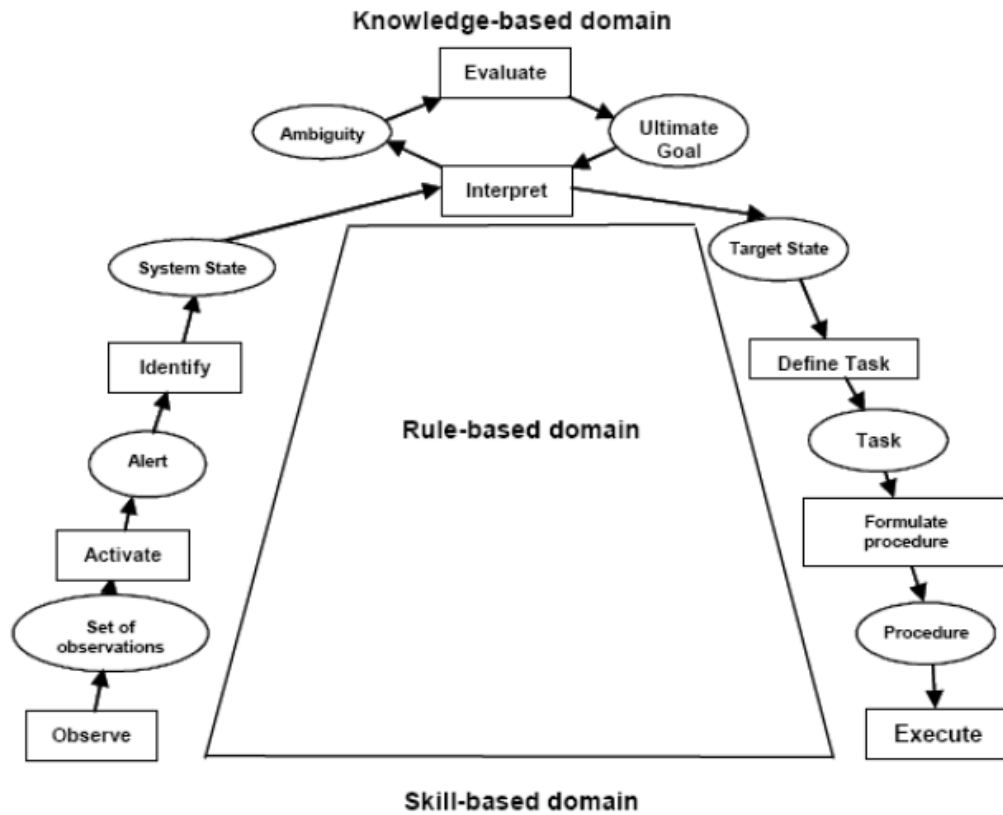 Knowledge-based domain
Evaluate
Ambiguity
Ultimate
Goal
Interpret
System State
Target State
Identify
Define Task
Rule-based domain
Alert
Task
Activate
Formulate
procedure
Set of
observations
Procedure
Observe
Execute
Skill-based domain